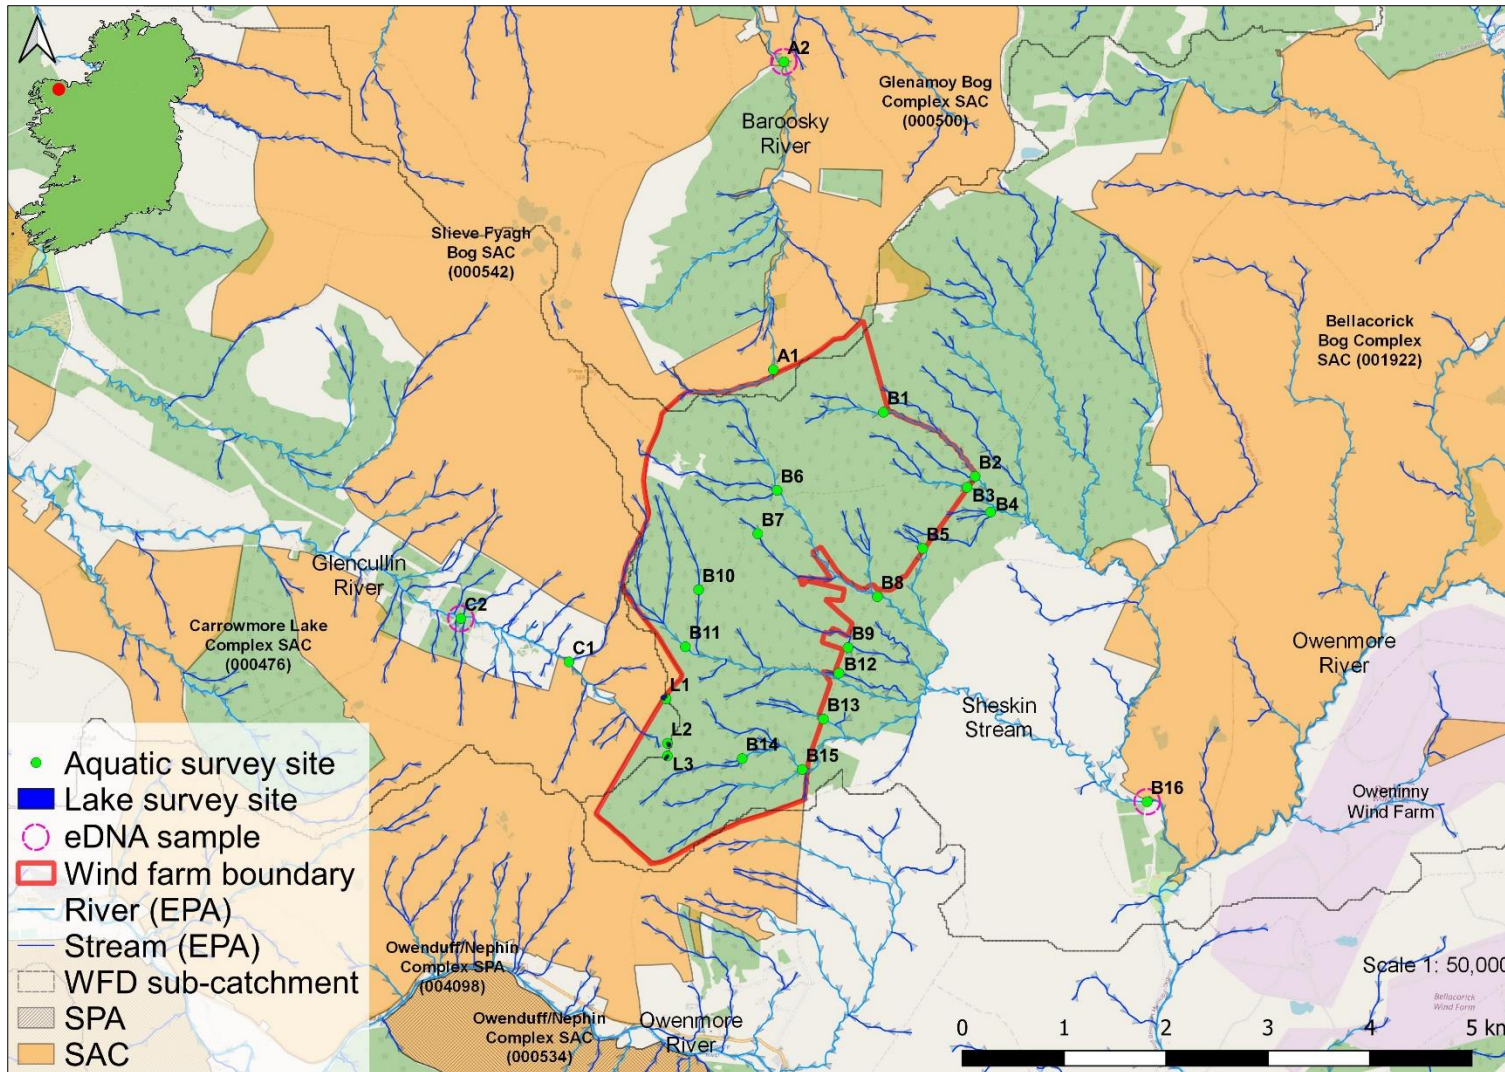 A2
Glenamoy Bog
Complex SAC
(000500)
Baroosky
River
Slieve Fyagh
Bog SAC
(000542)
Bellacorick
Bog Complex
SAC (001922)
A1
B1
B2
B3
B4
B6
B7
B5
B8
B10
B9
B11
B12
Glencullin
River
C2
C1
Carrowmore Lake
Complex SAC
(000476)
L1
L2
L3
B13
B14
B15
Sheskin
Stream
Owenmore
River
B16
Oweninny
Wind Farm
Aquatic survey site
Lake survey site
eDNA sample
Wind farm boundary
River (EPA)
Stream (EPA)
WFD sub-catchment
SPA
SAC
Owenduff/Nephin
Complex SPA
(004098)
Owenduff/Nephin
Complex SAC
(000534)
Owenmore
River
Scale 1: 50,000
Bellacorick
Wind Farm
0 1 2 3 4 5 km